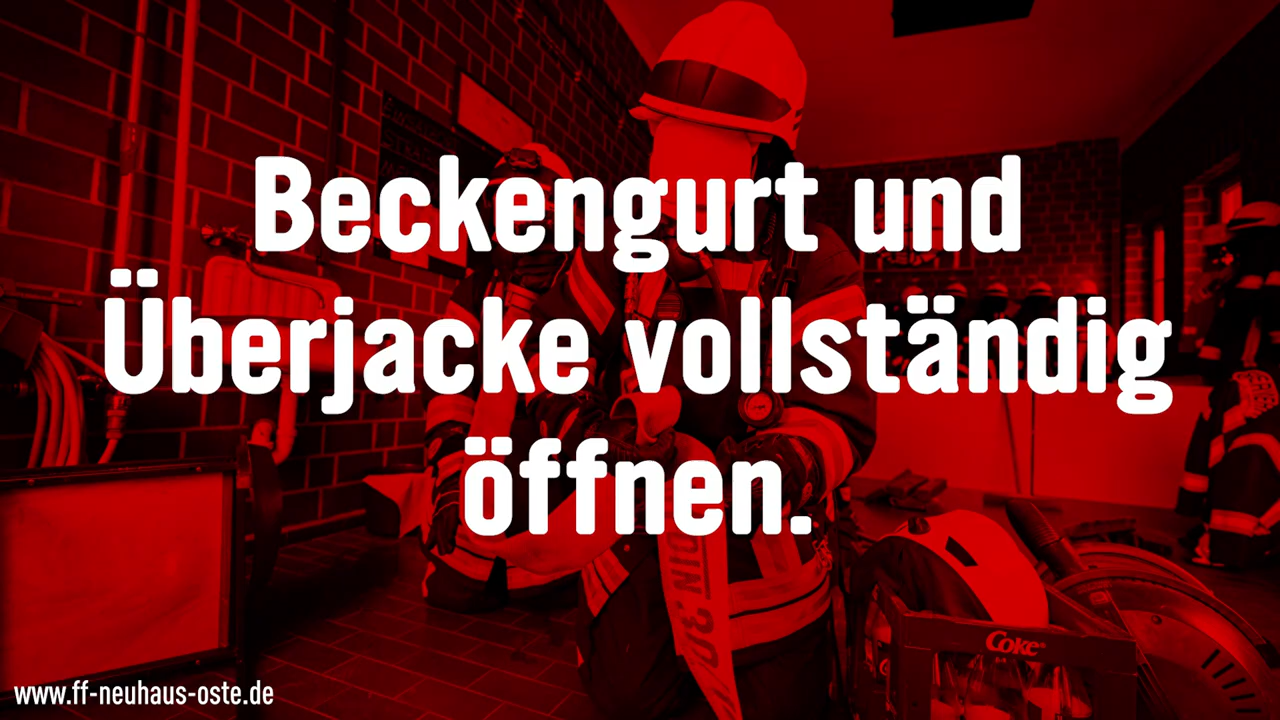 Beckengurt und
Überjacke vollständig
öffnen.
Coke
www.ff-neuhaus-oste.de